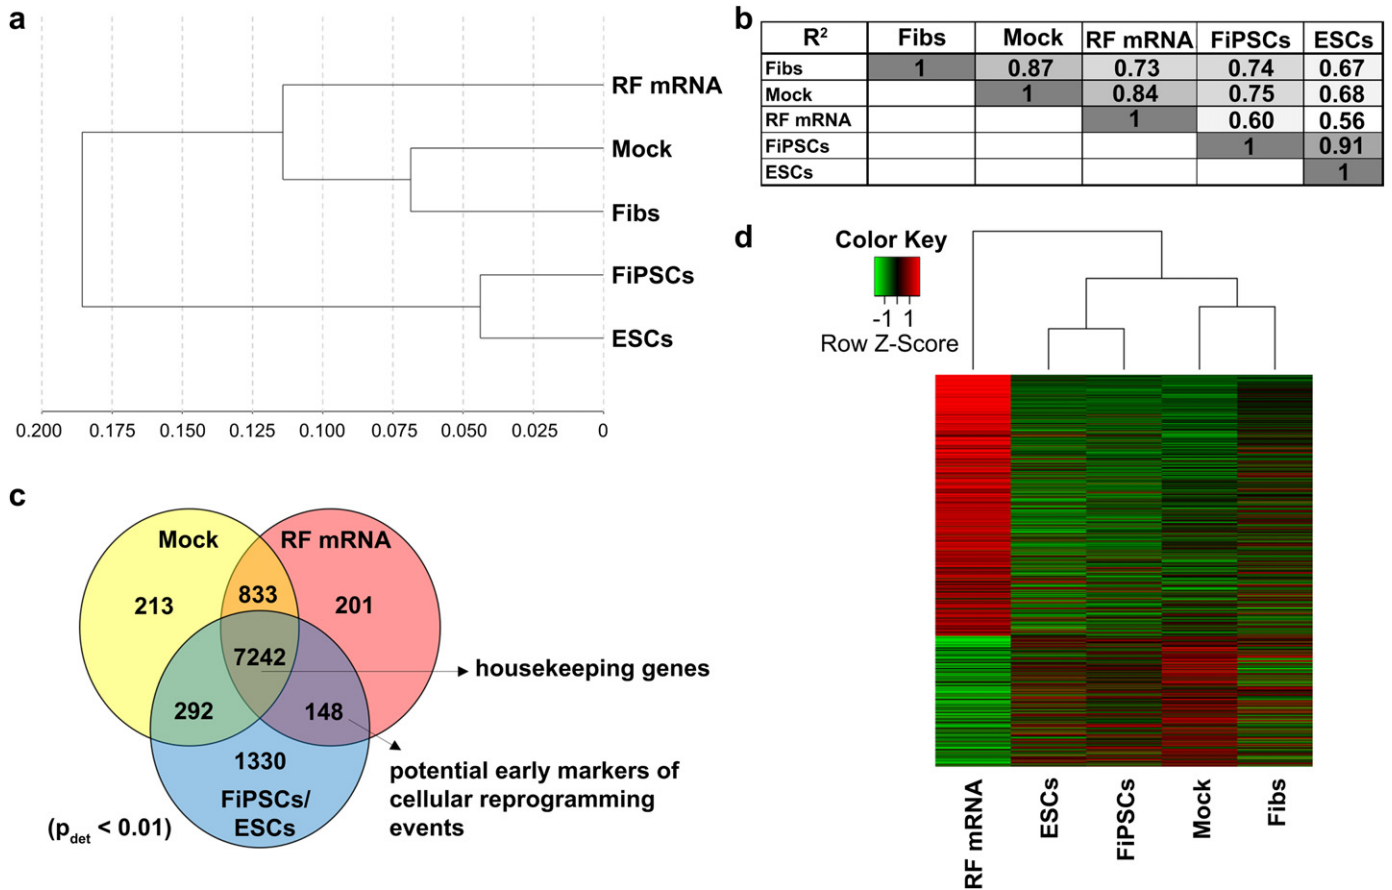 a
RF mRNA
Mock
Fibs
FiPSCs
ESCs
0.200 0.175 0.150 0.125 0.100 0.075 0.050 0.025 0
b
R² Fibs Mock RF mRNA FiPSCs ESCs
Fibs 1 0.87 0.73 0.74 0.67
Mock 1 0.84 0.75 0.68
RF mRNA 1 0.60 0.56
FiPSCs 1 0.91
ESCs 1
c
Mock RF mRNA
213 833 201
7242 housekeeping genes
292 148
1330
FiPSCs/
ESCs
potential early markers of
cellular reprogramming
events
(p_det < 0.01)
d
Color Key
-1 1
Row Z-Score
RF mRNA
ESCs
FiPSCs
Mock
Fibs